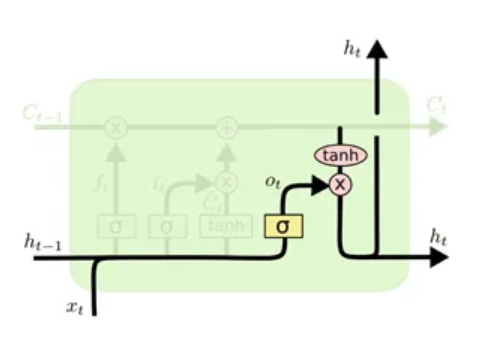 h_t
C_{t-1} C_t
× +
tanh
f_t i_t × o_t ×
C̃_t
σ σ tanh σ
h_{t-1} h_t
x_t